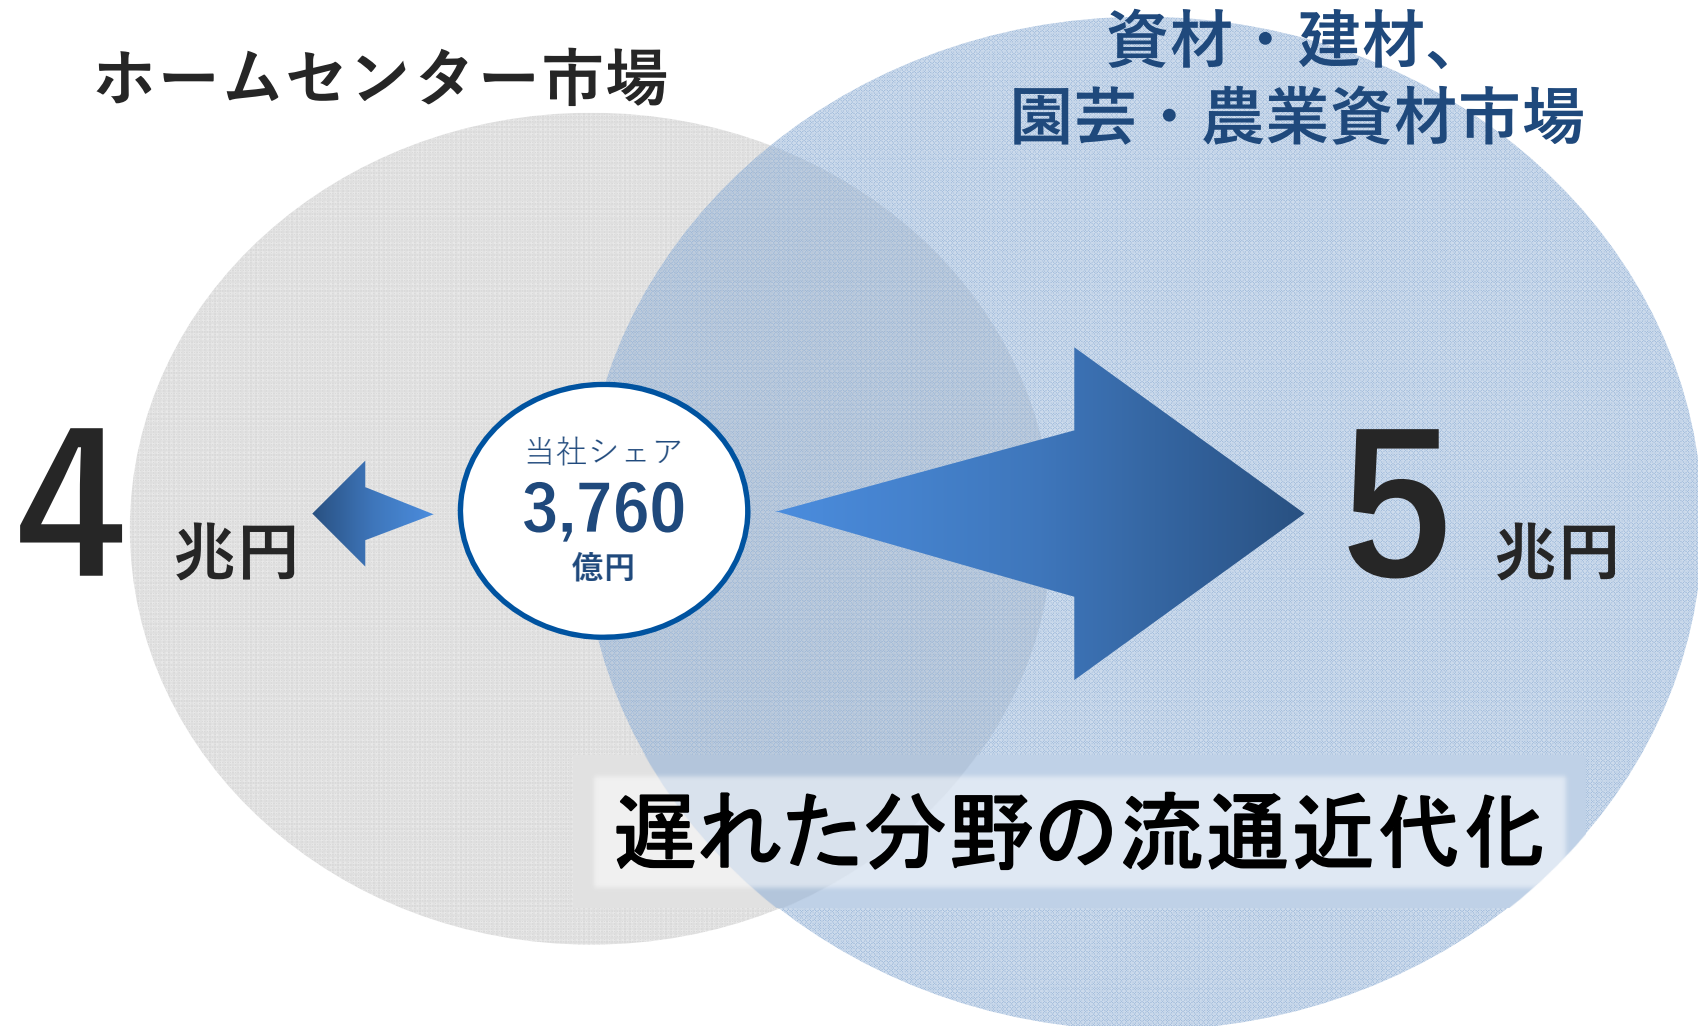 ホームセンター市場
資材・建材、
園芸・農業資材市場
4 兆円
当社シェア
3,760
億円
5 兆円
遅れた分野の流通近代化